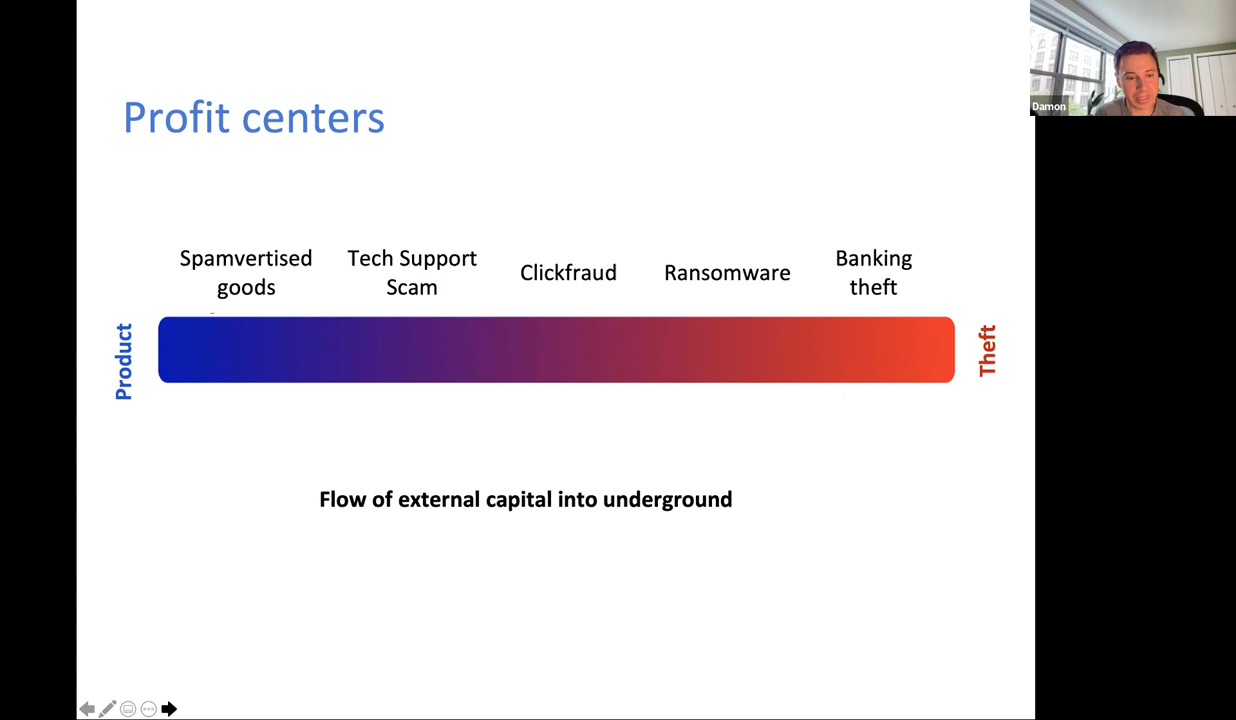 Profit centers
Damon
Spamvertised
goods
Tech Support
Scam
Clickfraud
Ransomware
Banking
theft
Product
Theft
Flow of external capital into underground